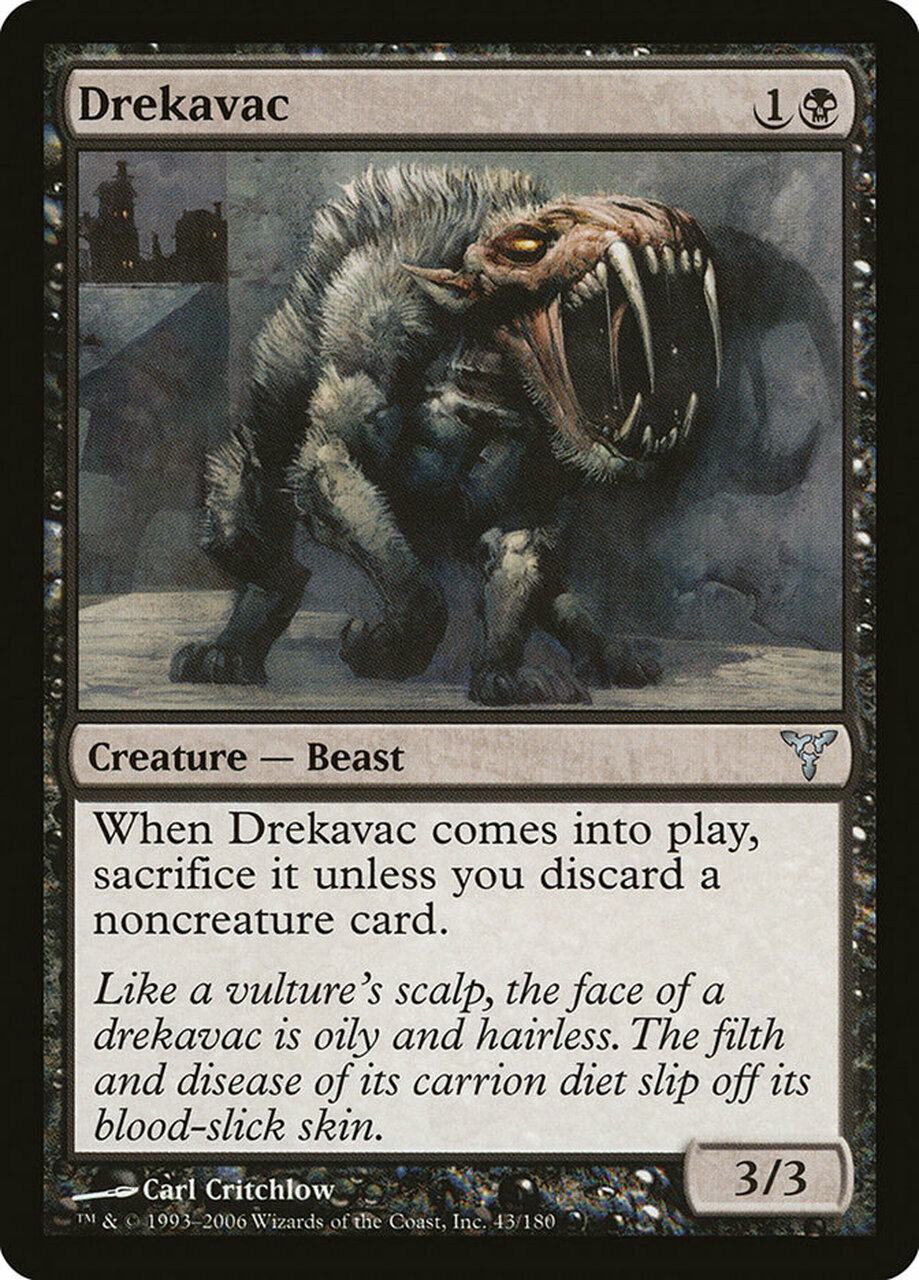 Drekavac 1
Creature — Beast
When Drekavac comes into play,
sacrifice it unless you discard a
noncreature card.
Like a vulture's scalp, the face of a
drekavac is oily and hairless. The filth
and disease of its carrion diet slip off its
blood-slick skin.
3/3
Carl Critchlow
™ & © 1993–2006 Wizards of the Coast, Inc. 43/180